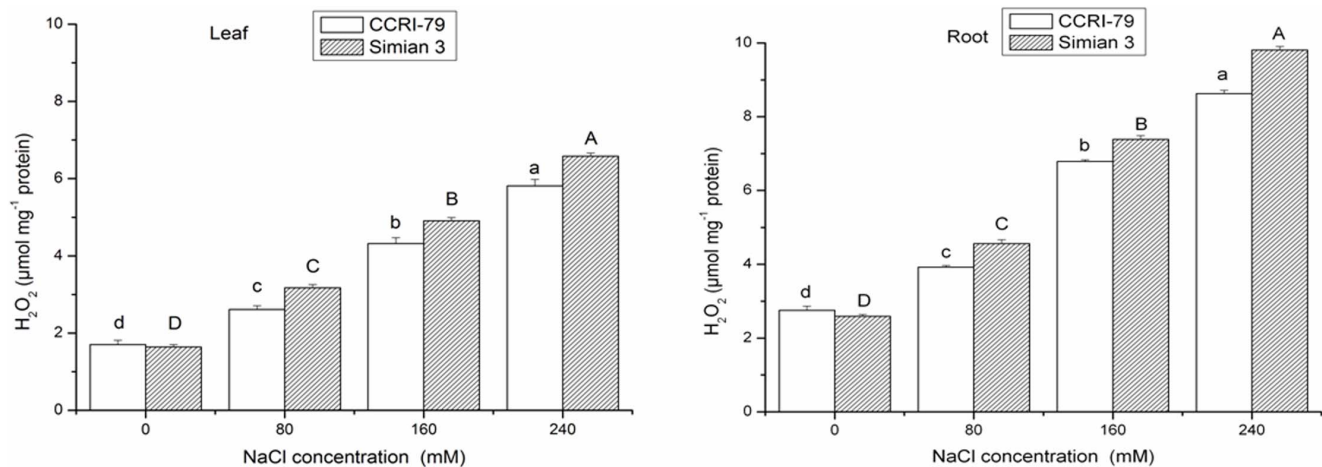 Leaf
CCRI-79
Simian 3
H₂O₂ (μmol mg⁻¹ protein)
10
8
6
4
2
0
d
D
c
C
b
B
a
A
0
80
160
240
NaCl concentration (mM)
Root
CCRI-79
Simian 3
H₂O₂ (μmol mg⁻¹ protein)
10
8
6
4
2
0
d
D
c
C
b
B
a
A
0
80
160
240
NaCl concentration (mM)